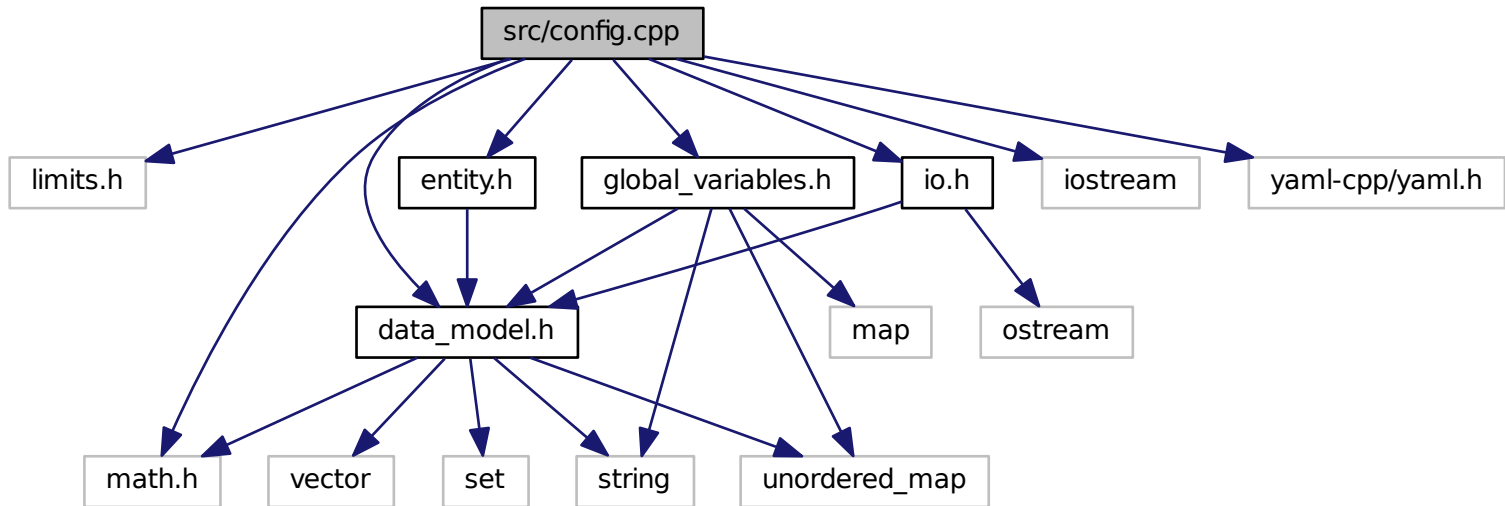 src/config.cpp
limits.h
entity.h
global_variables.h
io.h
iostream
yaml-cpp/yaml.h
data_model.h
map
ostream
math.h
vector
set
string
unordered_map